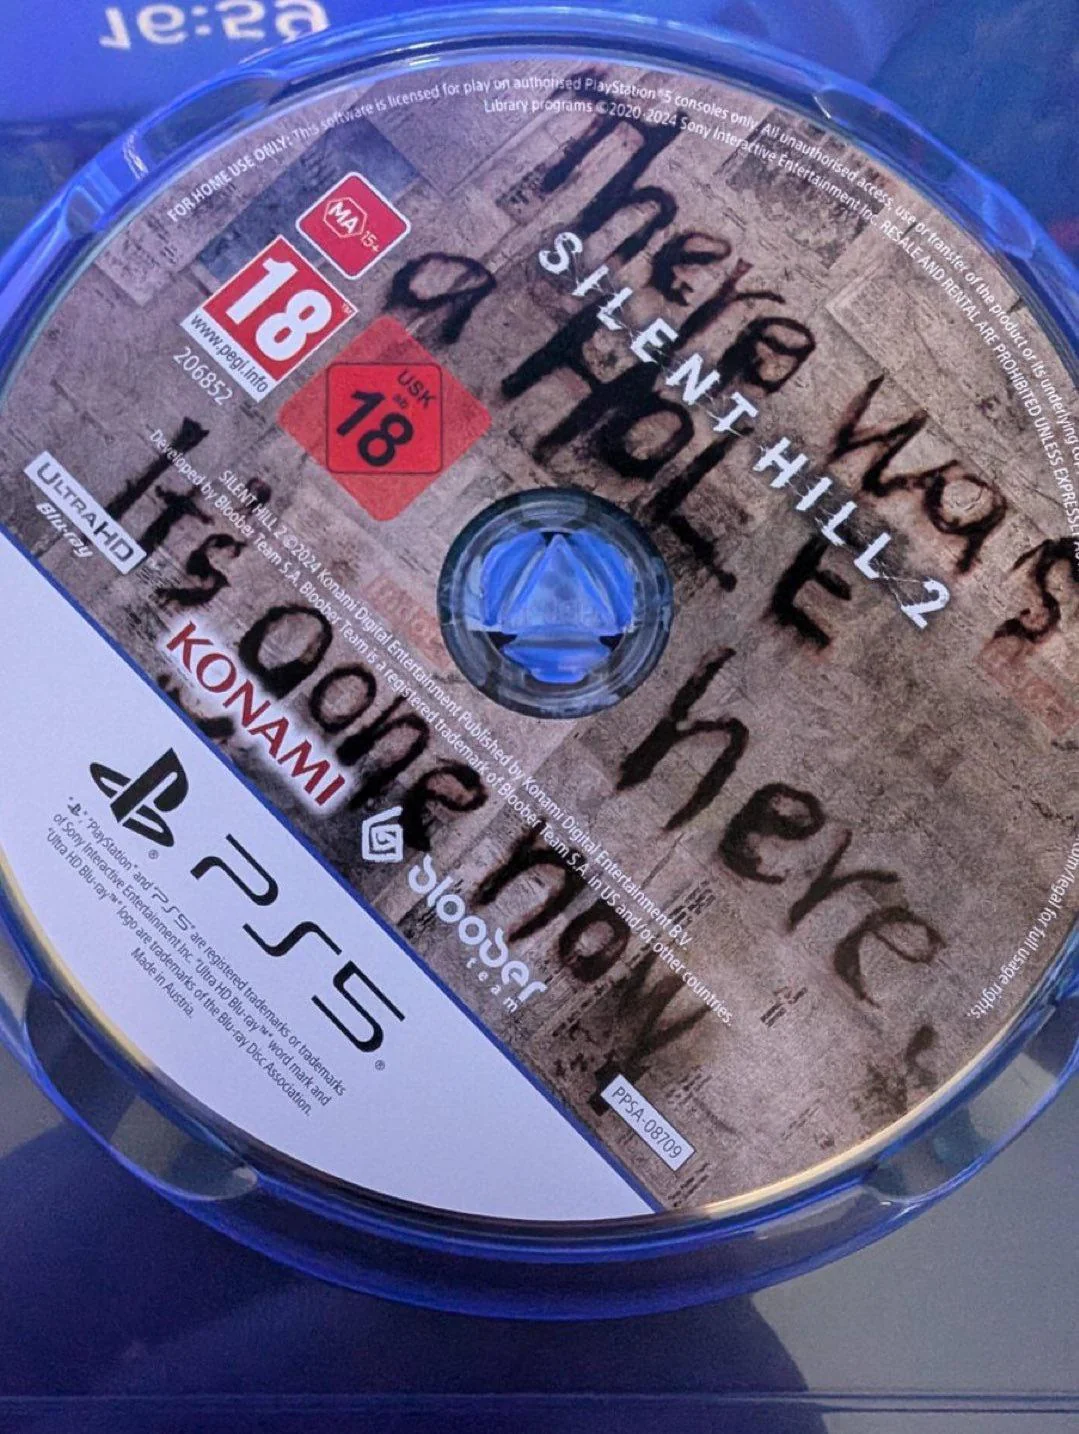 16:59
FOR HOME USE ONLY: This software is licensed for play on authorised PlayStation®5 consoles only. All unauthorised access, use or transfer of the product or its underlying
Library programs ©2020-2024 Sony Interactive Entertainment Inc. RESALE AND RENTAL ARE PROHIBITED UNLESS EXPRESSLY
/legal for full usage rights.
MA 15+
18
www.pegi.info
206852
USK
ab
18
SILENT HILL 2
There was
a HOLE
here.
It's gone now.
ULTRA HD
Blu-ray
SILENT HILL 2 ©2024 Konami Digital Entertainment Published by Konami Digital Entertainment B.V.
Developed by Bloober Team S.A. Bloober Team is a registered trademark of Bloober Team S.A. in US and/or other countries.
KONAMI
bloober
team
PPSA-08709
PS5®
"PlayStation" and "PS5" are registered trademarks or trademarks
of Sony Interactive Entertainment Inc. "Ultra HD Blu-ray™" word mark and
"Ultra HD Blu-ray™" logo are trademarks of the Blu-ray Disc Association.
Made in Austria.